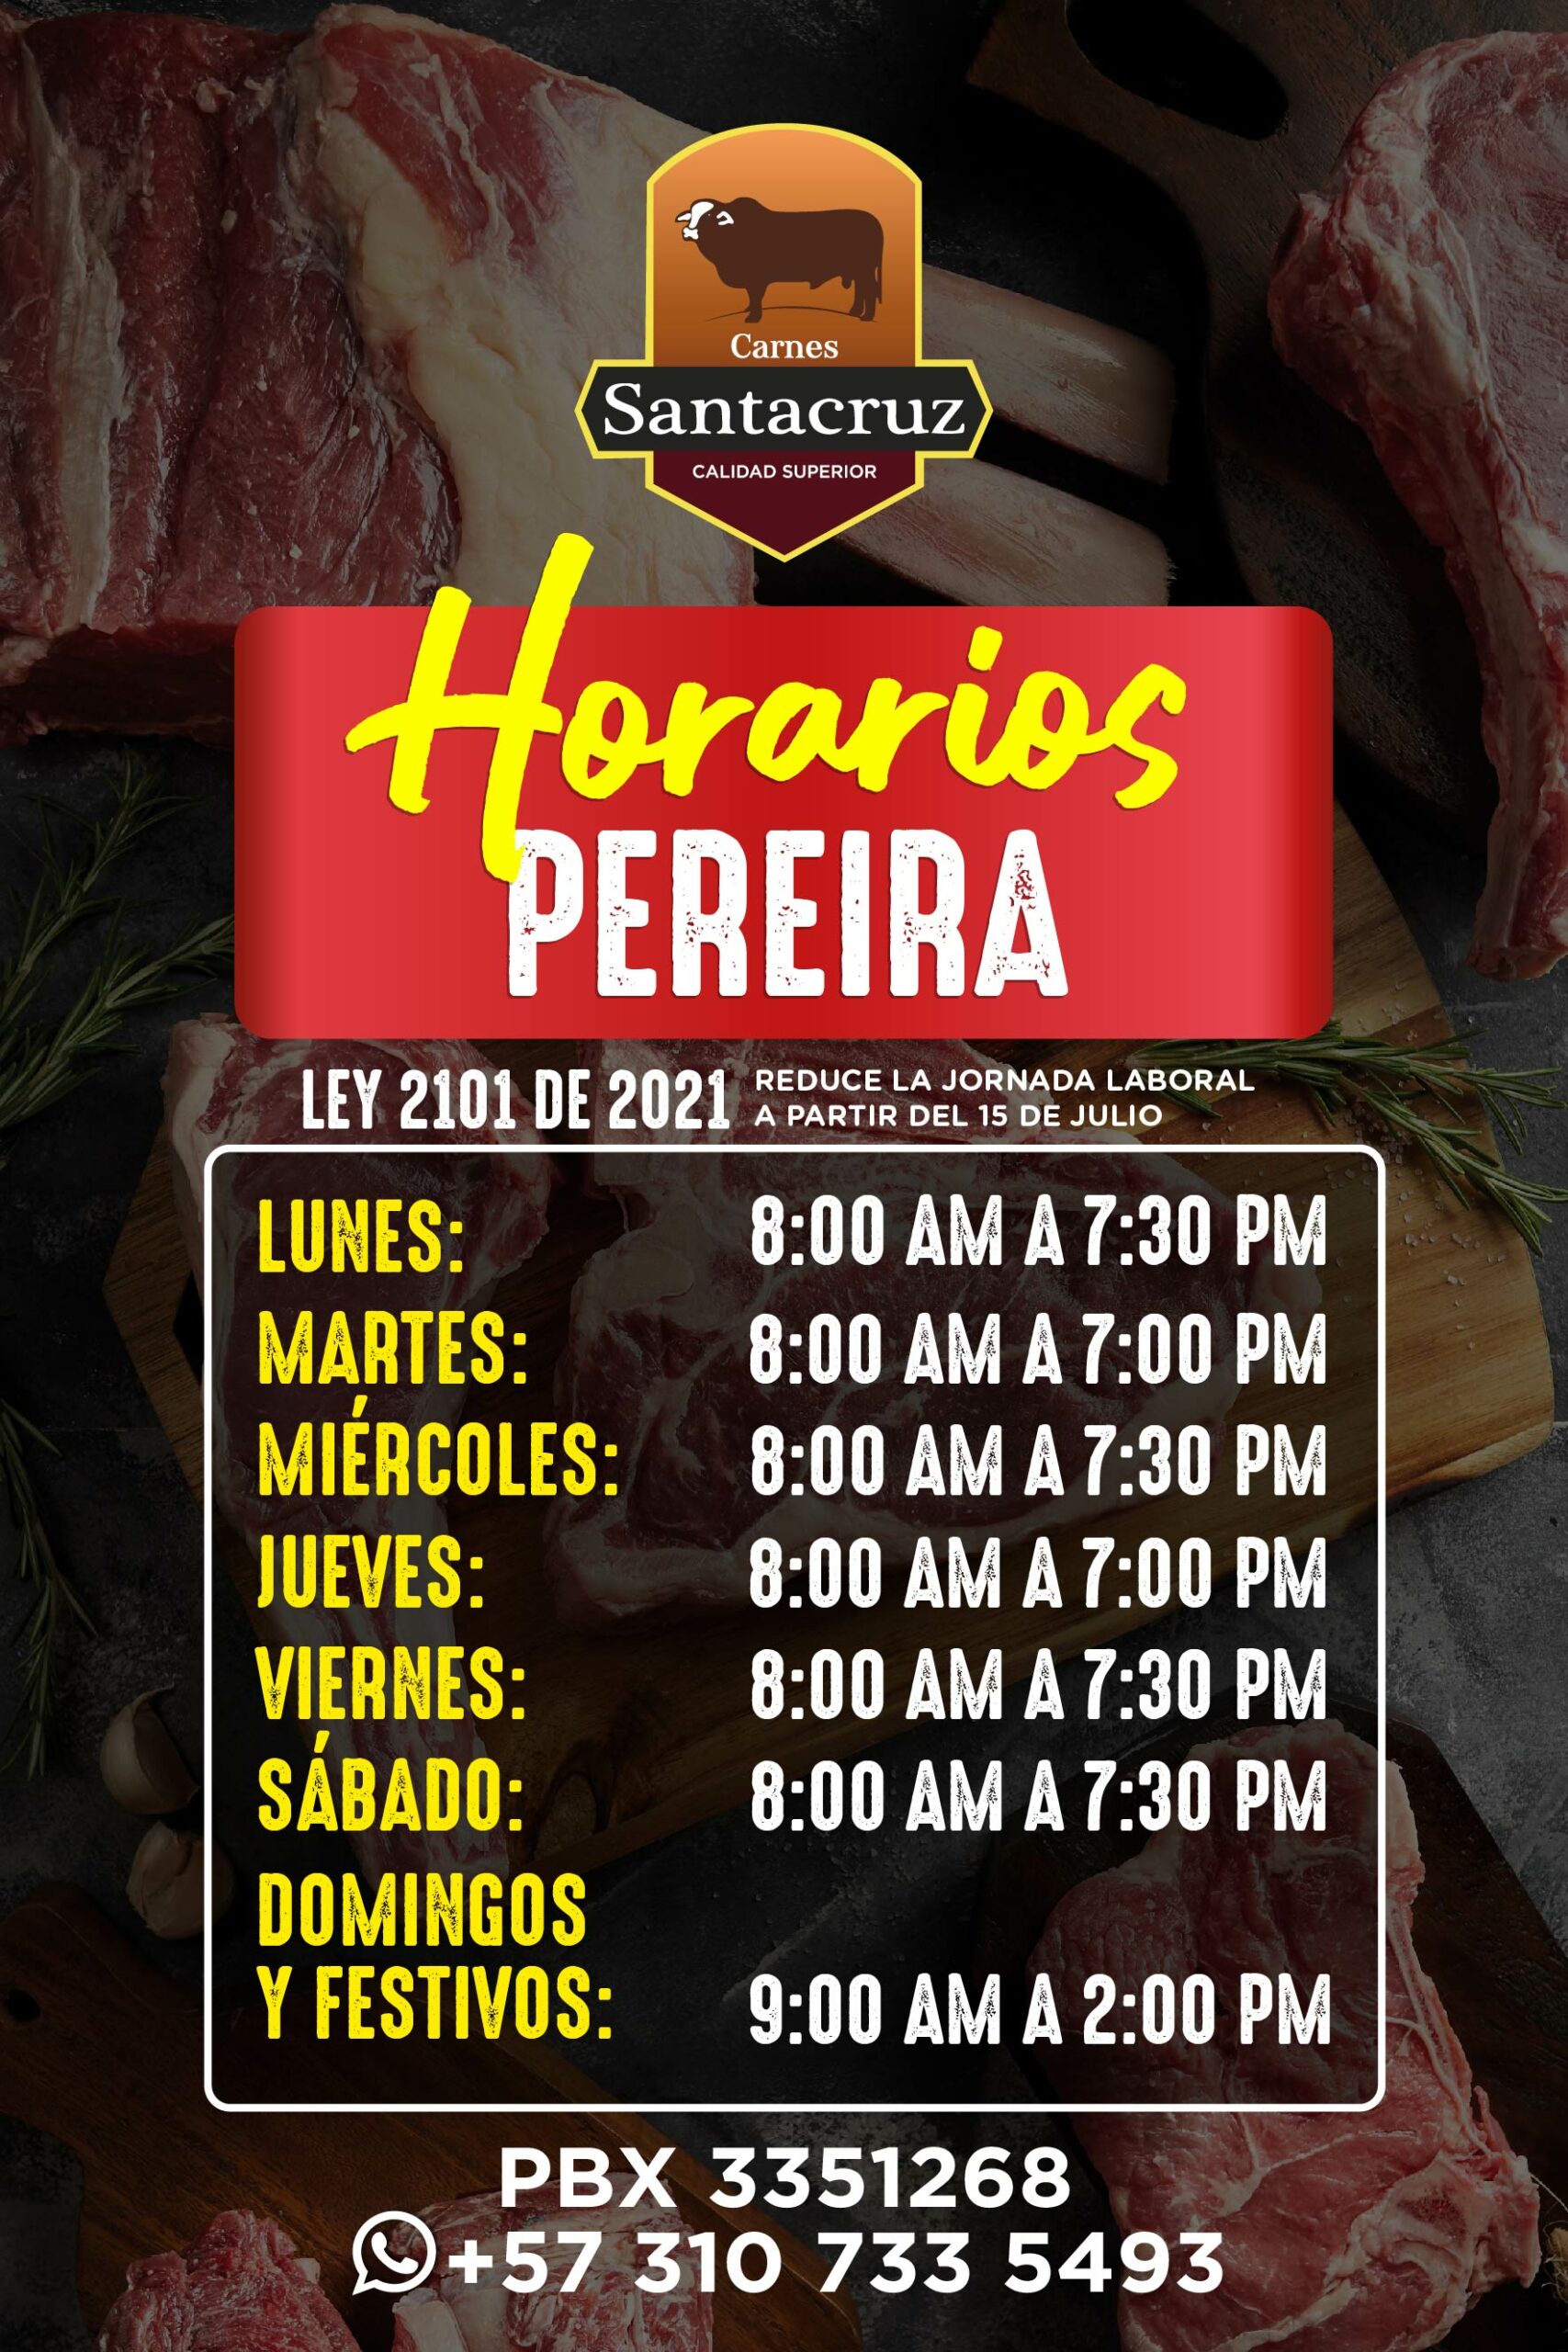 Carnes
Santacruz
CALIDAD SUPERIOR
Horarios
PEREIRA
LEY 2101 DE 2021 REDUCE LA JORNADA LABORAL
A PARTIR DEL 15 DE JULIO
LUNES: 8:00 AM A 7:30 PM
MARTES: 8:00 AM A 7:00 PM
MIÉRCOLES: 8:00 AM A 7:30 PM
JUEVES: 8:00 AM A 7:00 PM
VIERNES: 8:00 AM A 7:30 PM
SÁBADO: 8:00 AM A 7:30 PM
DOMINGOS
Y FESTIVOS: 9:00 AM A 2:00 PM
PBX 3351268
+57 310 733 5493